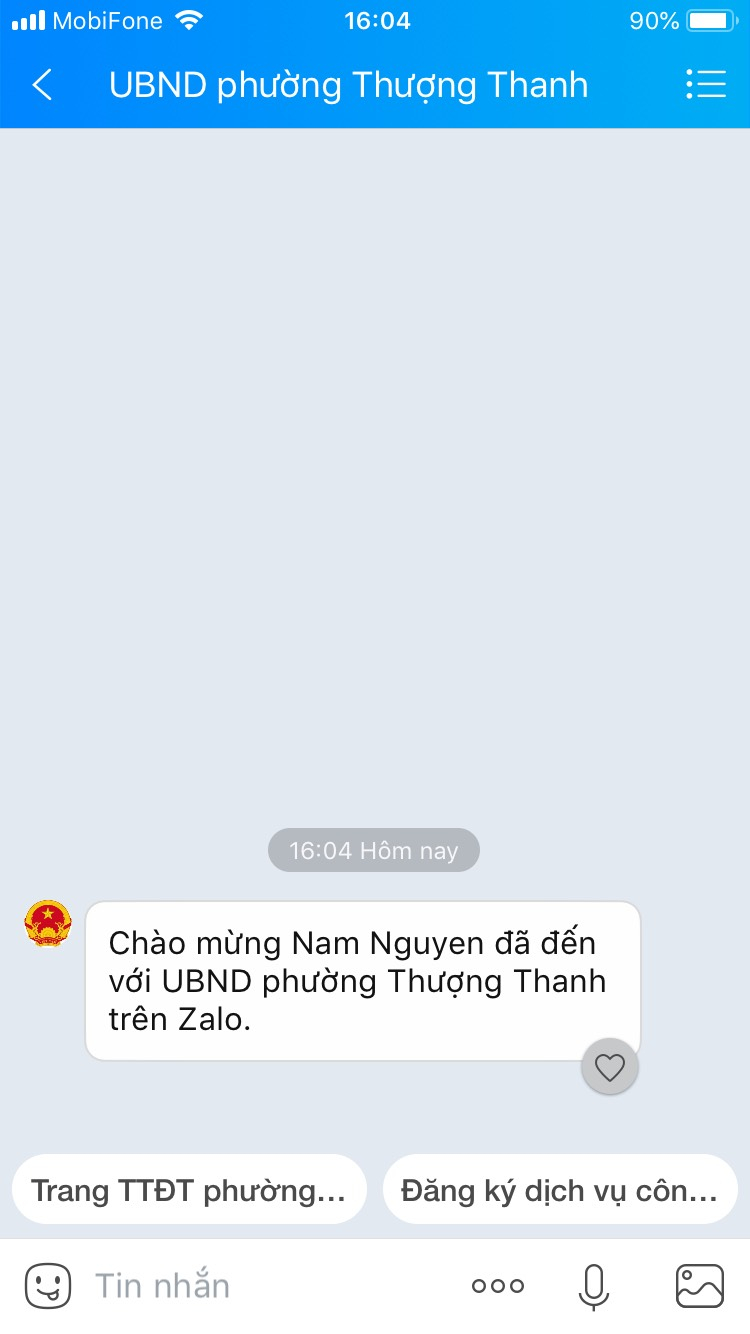 MobiFone 16:04 90%
UBND phường Thượng Thanh
16:04 Hôm nay
Chào mừng Nam Nguyen đã đến
với UBND phường Thượng Thanh
trên Zalo.
Trang TTĐT phường... Đăng ký dịch vụ côn...
Tin nhắn